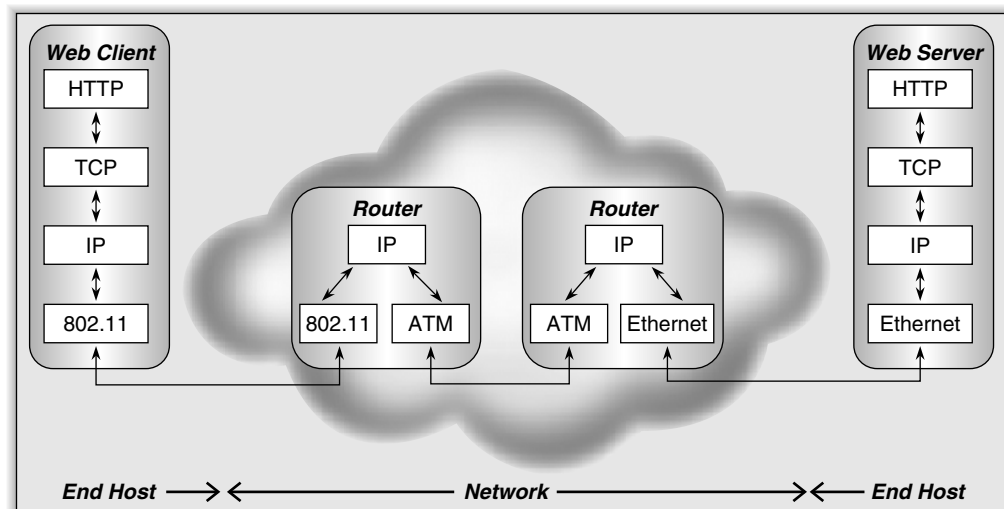 Web Client
HTTP
TCP
IP
802.11
Router
IP
802.11
ATM
Router
IP
ATM
Ethernet
Web Server
HTTP
TCP
IP
Ethernet
End Host
Network
End Host